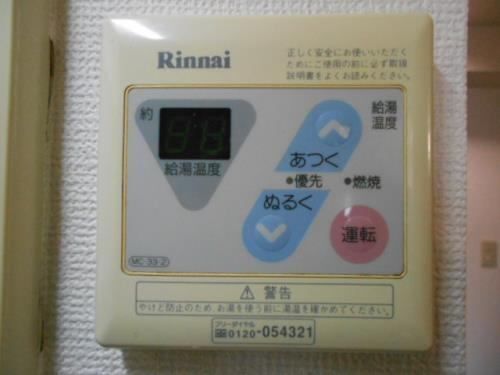 Rinnai
正しく安全にお使いいただく
ためにご使用の前に必ず取扱
説明書をよくお読みください。
約
給湯温度
給湯
温度
あつく
●優先 ●燃焼
ぬるく
運転
MC-33-2
⚠ 警告
やけど防止のため、お湯を使う前に湯温を確かめてください。
フリーダイヤル
0120-054321